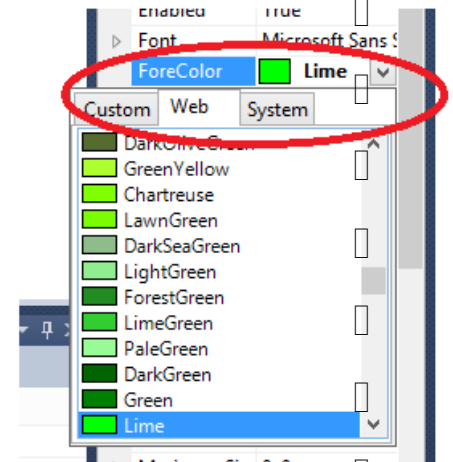 Enabled True
Font Microsoft Sans S
ForeColor Lime
Custom Web System
DarkOliveGreen
GreenYellow
Chartreuse
LawnGreen
DarkSeaGreen
LightGreen
ForestGreen
LimeGreen
PaleGreen
DarkGreen
Green
Lime